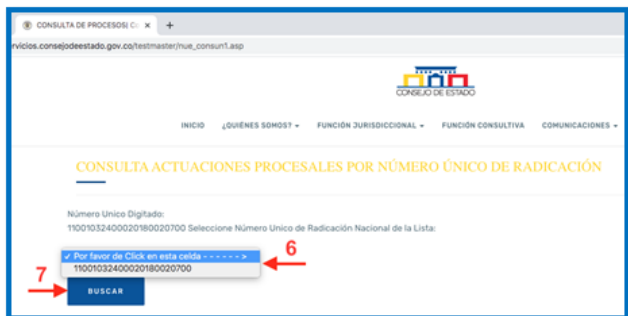 CONSULTA DE PROCESOS| C
rvicios.consejodeestado.gov.co/testmaster/nue_consun1.asp
CONSEJO DE ESTADO
INICIO ¿QUIÉNES SOMOS? FUNCIÓN JURISDICCIONAL FUNCIÓN CONSULTIVA COMUNICACIONES
CONSULTA ACTUACIONES PROCESALES POR NÚMERO ÚNICO DE RADICACIÓN
Número Unico Digitado:
11001032400020180020700 Seleccione Número Unico de Radicación Nacional de la Lista:
✓ Por favor de Click en esta celda - - - - - - >
6
11001032400020180020700
7
BUSCAR